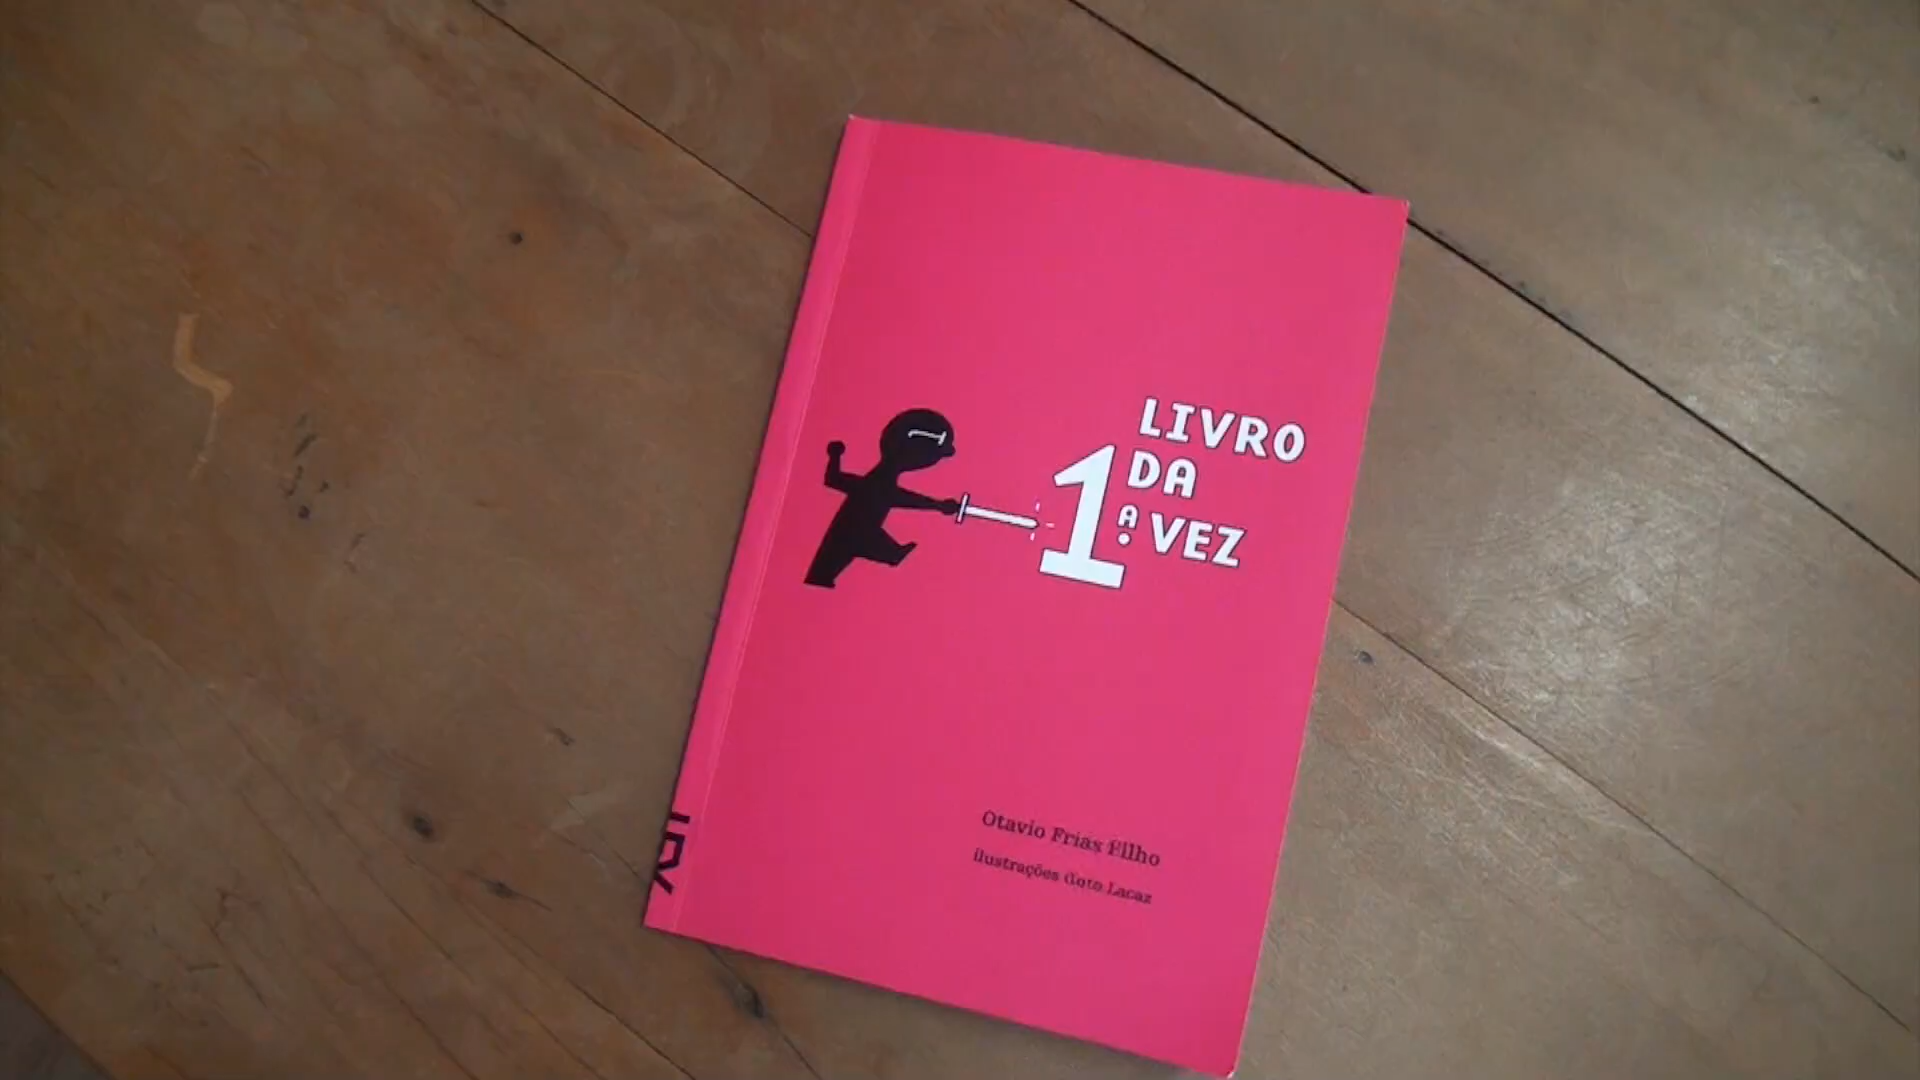 LIVRO
DA
1ª VEZ
Otavio Frias Filho
ilustrações Guto Lacaz